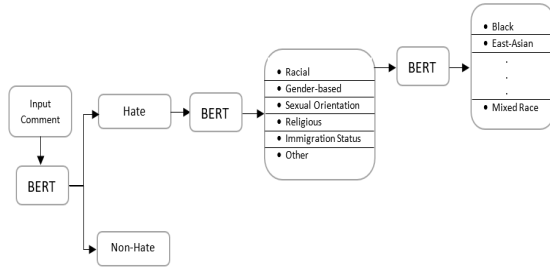 Input
Comment
BERT
Hate
Non-Hate
BERT
• Racial
• Gender-based
• Sexual Orientation
• Religious
• Immigration Status
• Other
BERT
• Black
• East-Asian
.
.
.
• Mixed Race